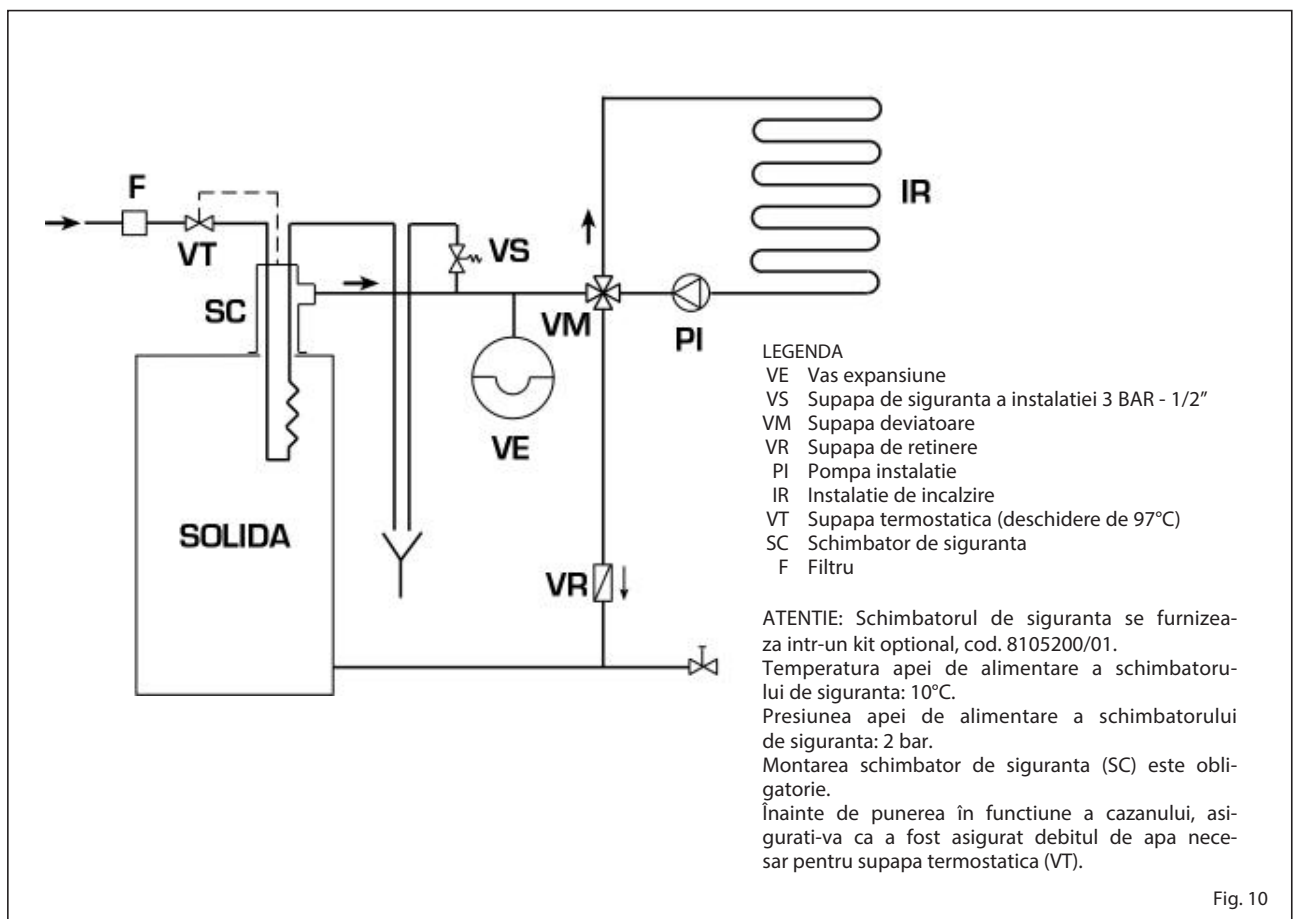 F
VT
SC
VS
VM
PI
IR
VE
SOLIDA
VR
LEGENDA
VE Vas expansiune
VS Supapa de siguranta a instalatiei 3 BAR - 1/2”
VM Supapa deviatoare
VR Supapa de retinere
PI Pompa instalatie
IR Instalatie de incalzire
VT Supapa termostatica (deschidere de 97°C)
SC Schimbator de siguranta
F Filtru
ATENTIE: Schimbatorul de siguranta se furnizea-
za intr-un kit optional, cod. 8105200/01.
Temperatura apei de alimentare a schimbatoru-
lui de siguranta: 10°C.
Presiunea apei de alimentare a schimbatorului
de siguranta: 2 bar.
Montarea schimbator de siguranta (SC) este obli-
gatorie.
Înainte de punerea în functiune a cazanului, asi-
gurati-va ca a fost asigurat debitul de apa nece-
sar pentru supapa termostatica (VT).
Fig. 10